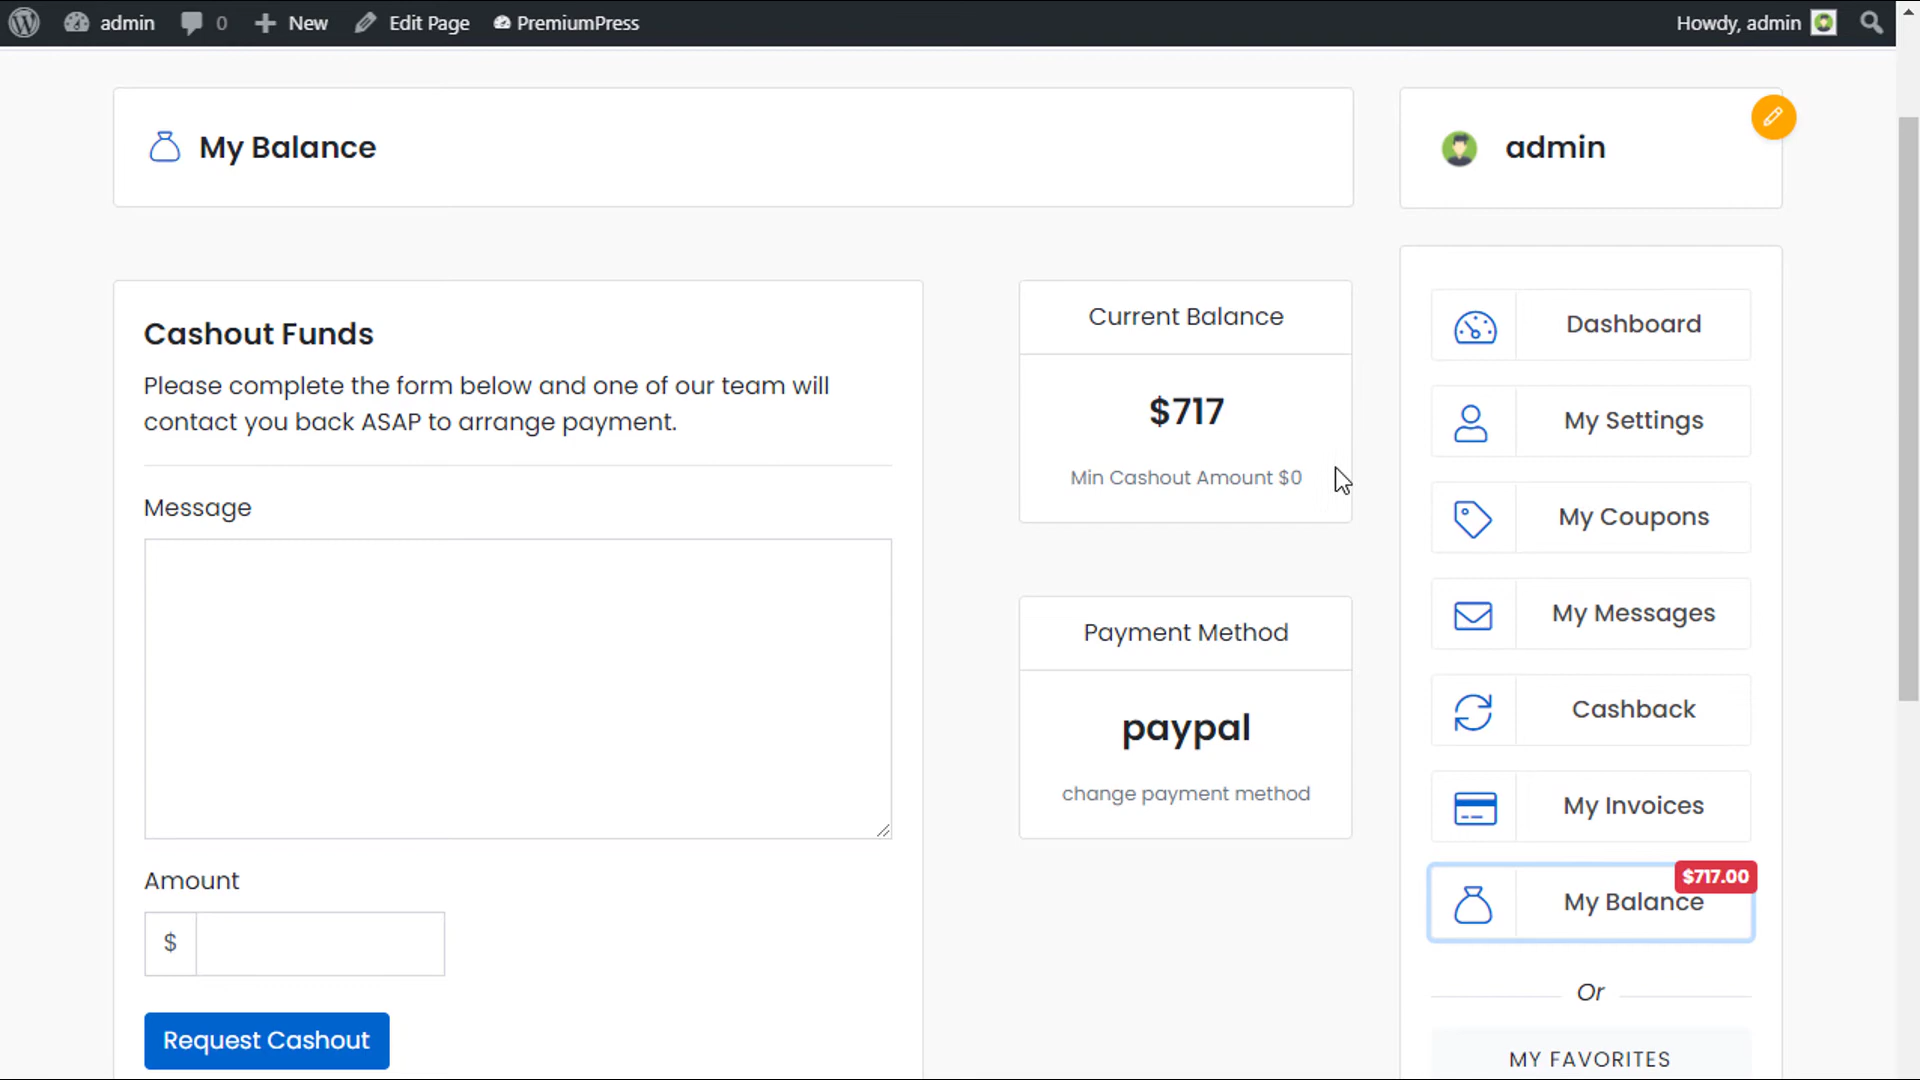 admin
0
New
Edit Page
PremiumPress
Howdy, admin
My Balance
admin
Cashout Funds
Please complete the form below and one of our team will
contact you back ASAP to arrange payment.
Message
Amount
$
Request Cashout
Current Balance
$717
Min Cashout Amount $0
Payment Method
paypal
change payment method
Dashboard
My Settings
My Coupons
My Messages
Cashback
My Invoices
$717.00
My Balance
Or
MY FAVORITES